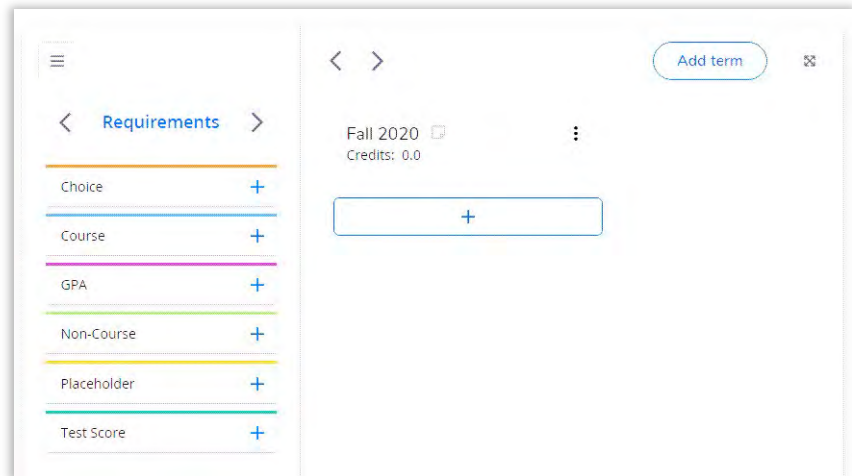 Requirements
Choice
Course
GPA
Non-Course
Placeholder
Test Score
Add term
Fall 2020
Credits: 0.0